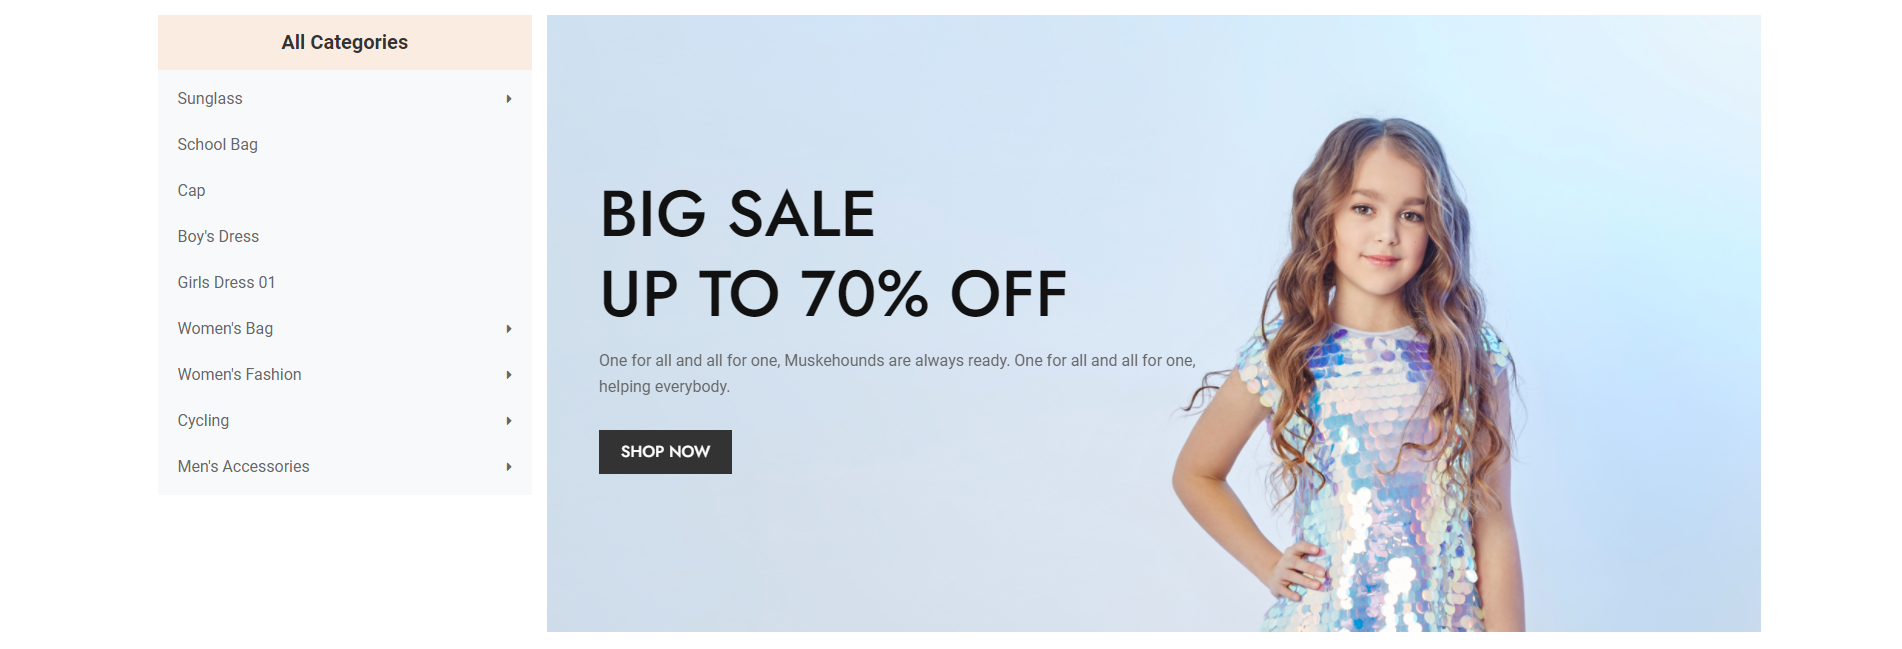 All Categories
Sunglass
School Bag
Cap
Boy's Dress
Girls Dress 01
Women's Bag
Women's Fashion
Cycling
Men's Accessories
BIG SALE
UP TO 70% OFF
One for all and all for one, Muskehounds are always ready. One for all and all for one,
helping everybody.
SHOP NOW